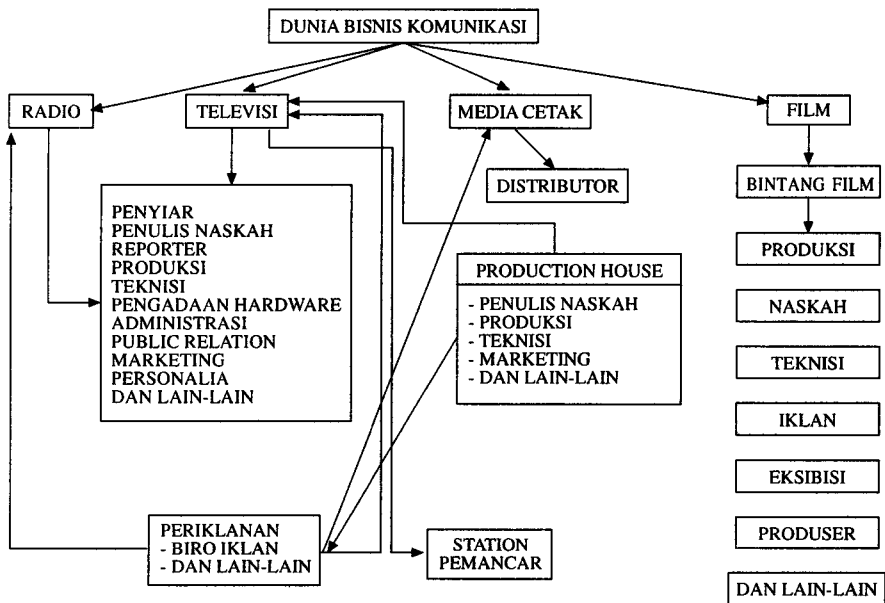 DUNIA BISNIS KOMUNIKASI
RADIO
TELEVISI
MEDIA CETAK
FILM
DISTRIBUTOR
BINTANG FILM
PENYIAR
PENULIS NASKAH
REPORTER
PRODUKSI
TEKNISI
PENGADAAN HARDWARE
ADMINISTRASI
PUBLIC RELATION
MARKETING
PERSONALIA
DAN LAIN-LAIN
PRODUCTION HOUSE
- PENULIS NASKAH
- PRODUKSI
- TEKNISI
- MARKETING
- DAN LAIN-LAIN
PRODUKSI
NASKAH
TEKNISI
IKLAN
EKSIBISI
PRODUSER
DAN LAIN-LAIN
PERIKLANAN
- BIRO IKLAN
- DAN LAIN-LAIN
STATION
PEMANCAR